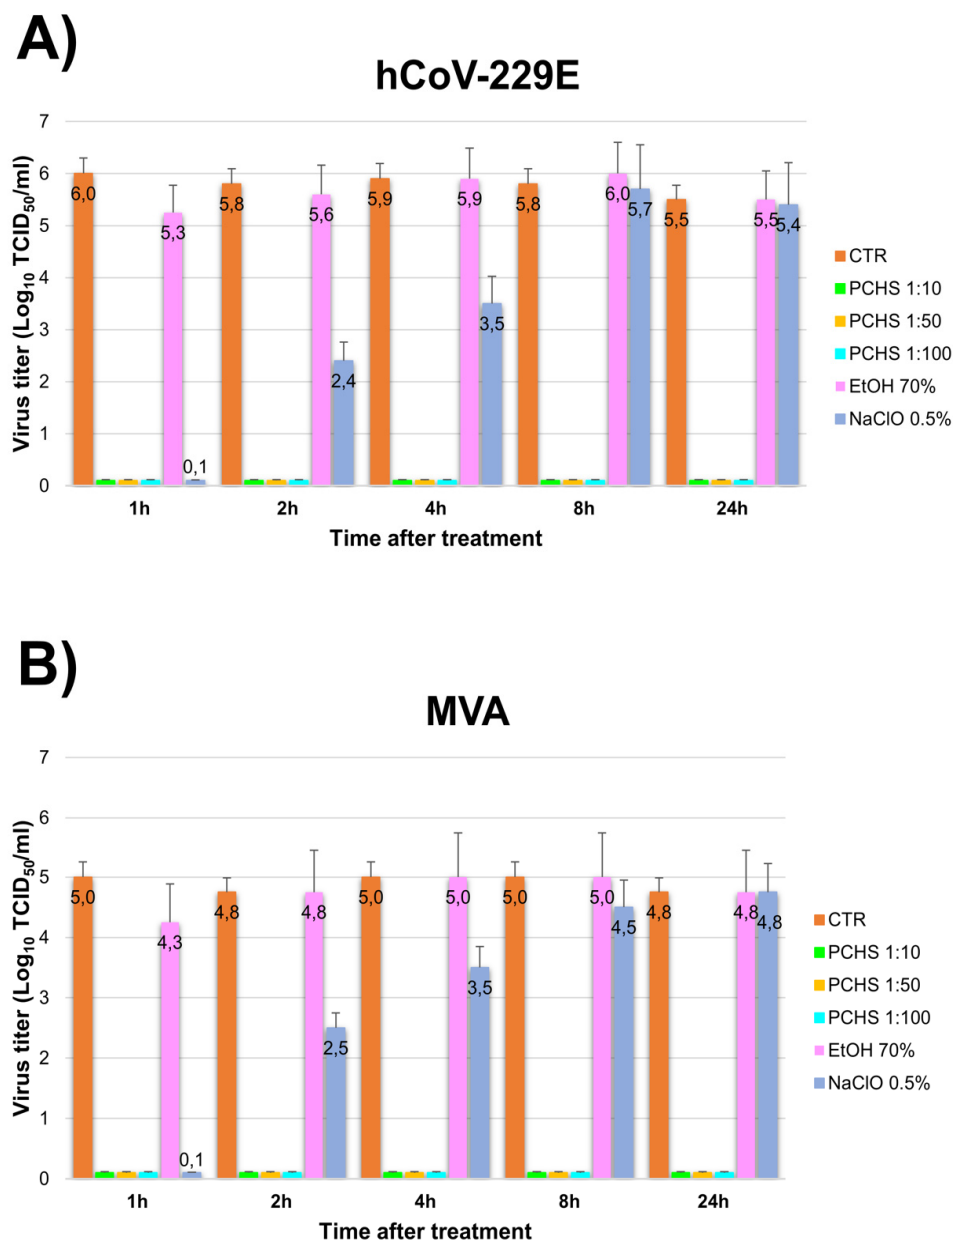 A)
hCoV-229E
Virus titer (Log10 TCID50/ml)
7
6
5
4
3
2
1
0
6,0
5,3
0,1
5,8
5,6
2,4
5,9
5,9
3,5
5,8
6,0
5,7
5,5
5,5
5,4
1h
2h
4h
8h
24h
Time after treatment
CTR
PCHS 1:10
PCHS 1:50
PCHS 1:100
EtOH 70%
NaClO 0.5%
B)
MVA
Virus titer (Log10 TCID50/ml)
7
6
5
4
3
2
1
0
5,0
4,3
0,1
4,8
4,8
2,5
5,0
5,0
3,5
5,0
5,0
4,5
4,8
4,8
4,8
1h
2h
4h
8h
24h
Time after treatment
CTR
PCHS 1:10
PCHS 1:50
PCHS 1:100
EtOH 70%
NaClO 0.5%